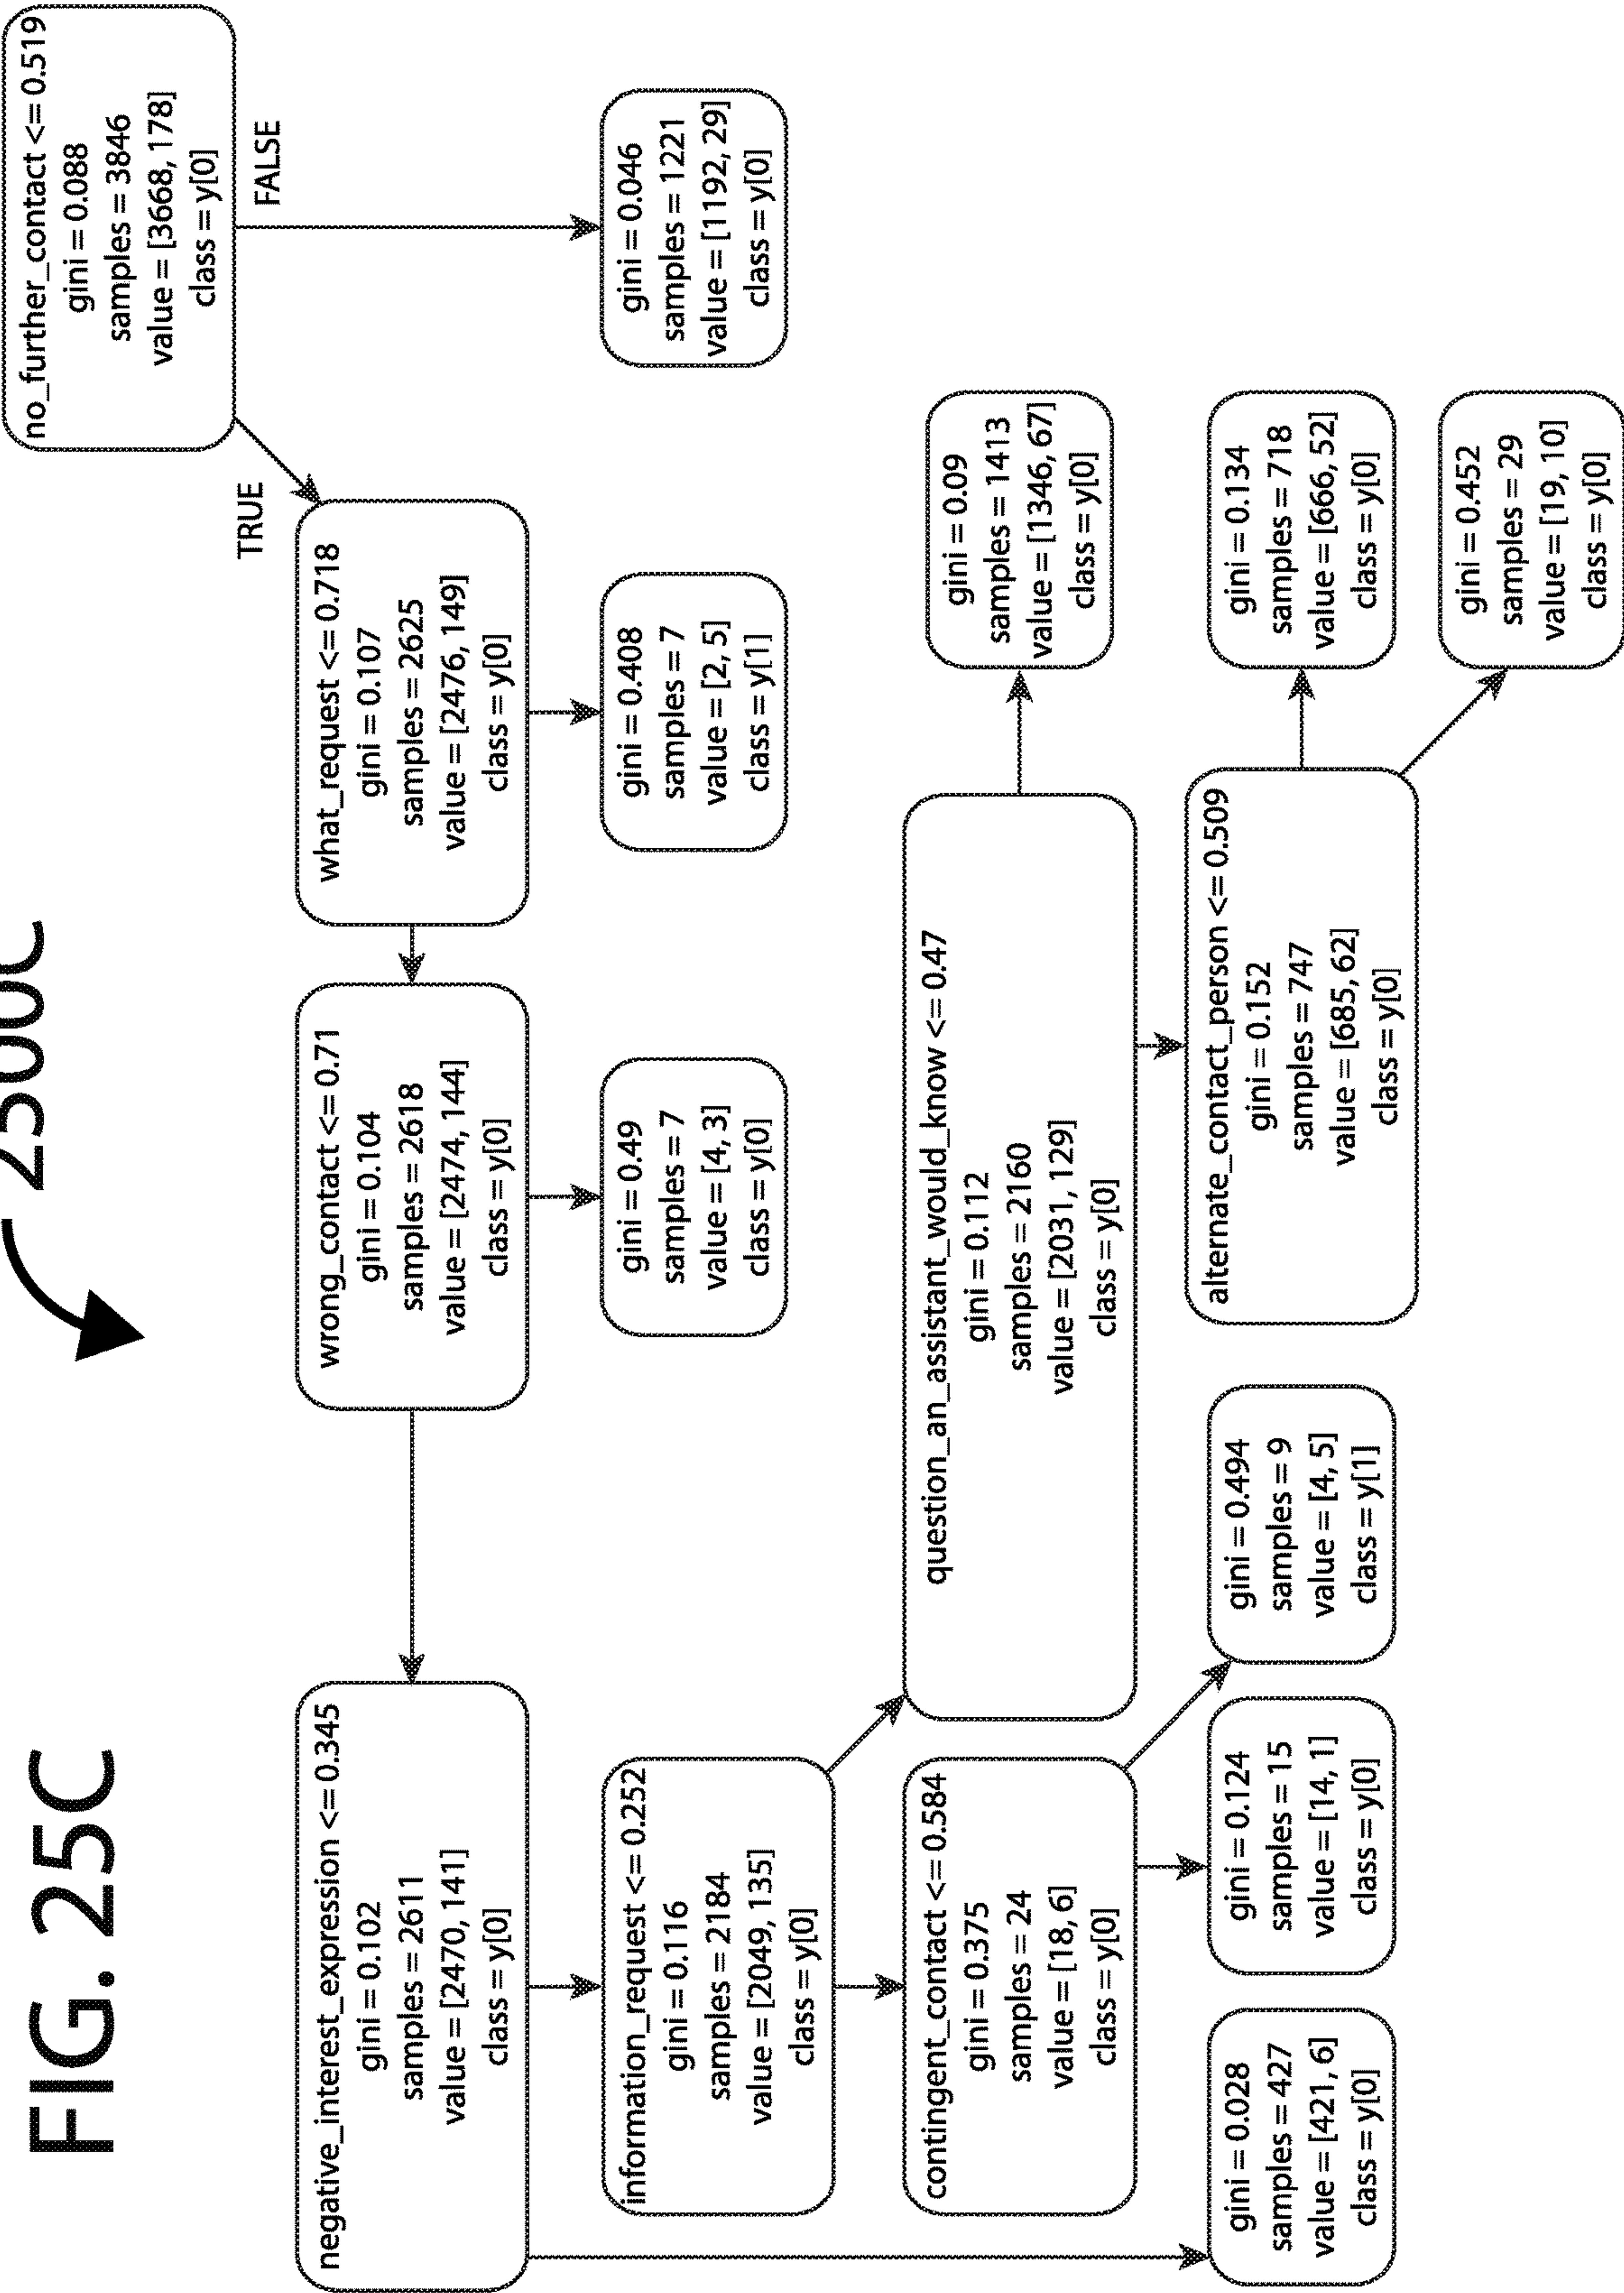 FIG. 25C
2500C
no_further_contact <= 0.519
gini = 0.088
samples = 3846
value = [3668, 178]
class = y[0]
TRUE
FALSE
what_request <= 0.718
gini = 0.107
samples = 2625
value = [2476, 149]
class = y[0]
gini = 0.046
samples = 1221
value = [1192, 29]
class = y[0]
wrong_contact <= 0.71
gini = 0.104
samples = 2618
value = [2474, 144]
class = y[0]
gini = 0.408
samples = 7
value = [2, 5]
class = y[1]
negative_interest_expression <= 0.345
gini = 0.102
samples = 2611
value = [2470, 141]
class = y[0]
gini = 0.49
samples = 7
value = [4, 3]
class = y[0]
information_request <= 0.252
gini = 0.116
samples = 2184
value = [2049, 135]
class = y[0]
contingent_contact <= 0.584
gini = 0.375
samples = 24
value = [18, 6]
class = y[0]
question_an_assistant_would_know <= 0.47
gini = 0.112
samples = 2160
value = [2031, 129]
class = y[0]
gini = 0.09
samples = 1413
value = [1346, 67]
class = y[0]
gini = 0.028
samples = 427
value = [421, 6]
class = y[0]
gini = 0.124
samples = 15
value = [14, 1]
class = y[0]
gini = 0.494
samples = 9
value = [4, 5]
class = y[1]
alternate_contact_person <= 0.509
gini = 0.152
samples = 747
value = [685, 62]
class = y[0]
gini = 0.134
samples = 718
value = [666, 52]
class = y[0]
gini = 0.452
samples = 29
value = [19, 10]
class = y[0]